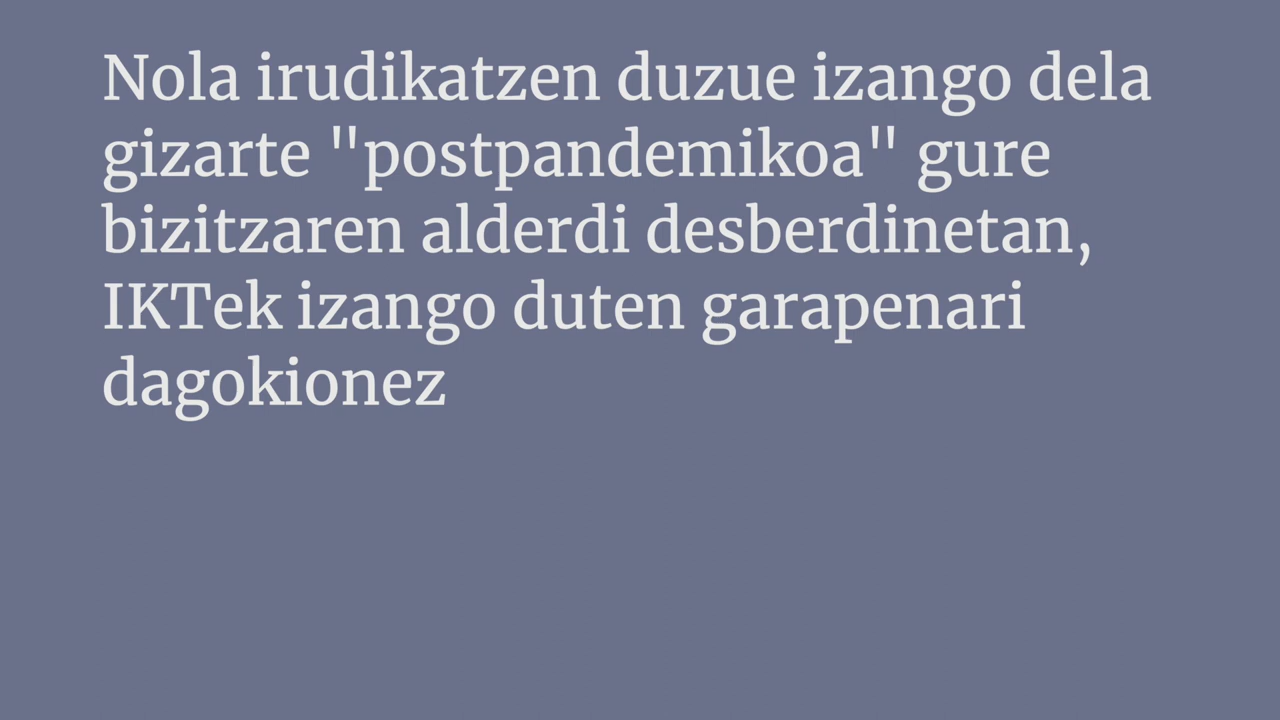 Nola irudikatzen duzue izango dela
gizarte "postpandemikoa" gure
bizitzaren alderdi desberdinetan,
IKTek izango duten garapenari
dagokionez